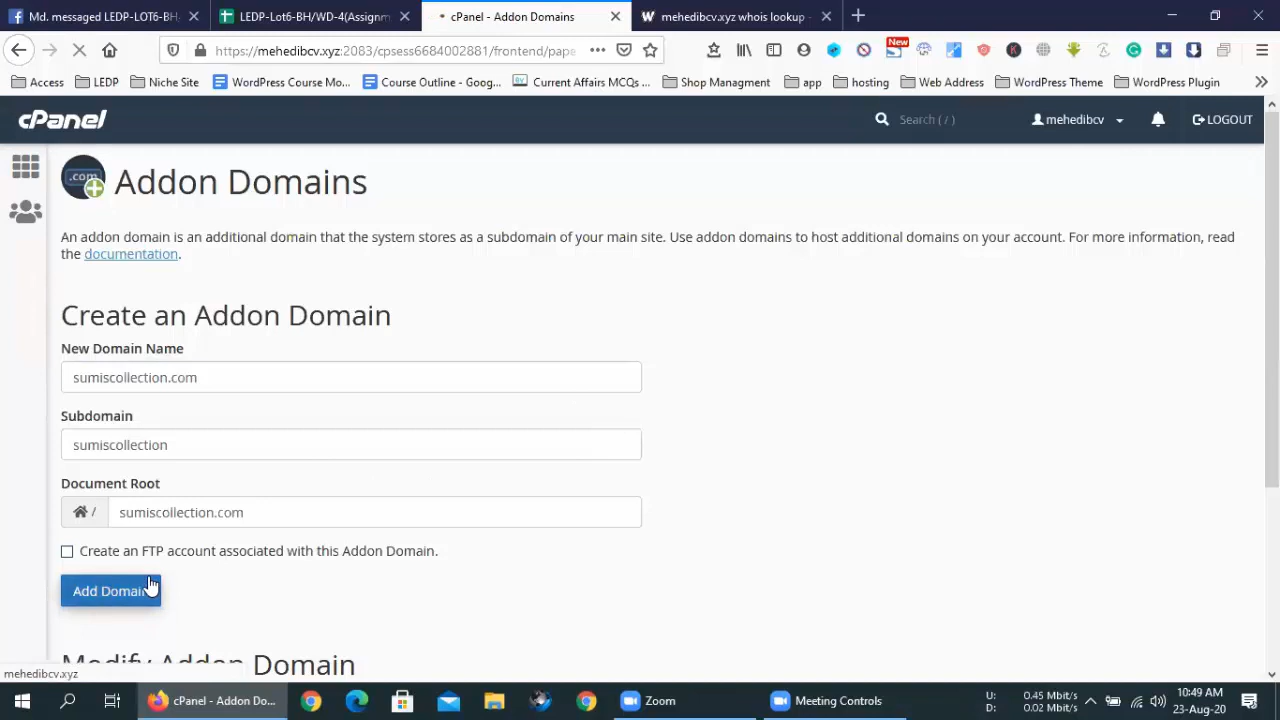 Md. messaged LEDP-LOT6-BH
LEDP-Lot6-BH/WD-4(Assignm
cPanel - Addon Domains
mehedibcv.xyz whois lookup -
https://mehedibcv.xyz:2083/cpsess6684002881/frontend/pape
New
Access
LEDP
Niche Site
WordPress Course Mo...
Course Outline - Goog...
Current Affairs MCQs ...
Shop Managment
app
hosting
Web Address
WordPress Theme
WordPress Plugin
cPanel
Search ( / )
mehedibcv
LOGOUT
.com
Addon Domains
An addon domain is an additional domain that the system stores as a subdomain of your main site. Use addon domains to host additional domains on your account. For more information, read
the documentation.
Create an Addon Domain
New Domain Name
sumiscollection.com
Subdomain
sumiscollection
Document Root
/
sumiscollection.com
Create an FTP account associated with this Addon Domain.
Add Domain
Modify Addon Domain
mehedibcv.xyz
cPanel - Addon Do...
Zoom
Meeting Controls
U: 0.45 Mbit/s
D: 0.02 Mbit/s
10:49 AM
23-Aug-20